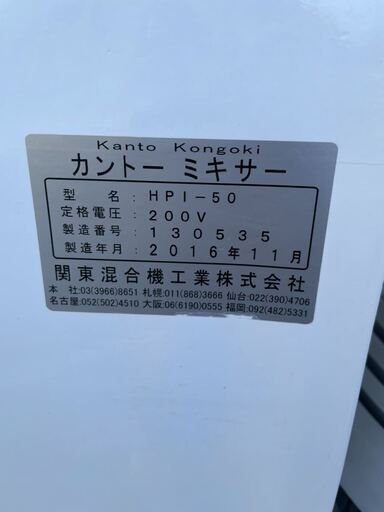 Kanto Kongoki
カントー ミキサー
型名:HPI-50
定格電圧:200V
製造番号:130535
製造年月:2016年11月
関東混合機工業株式会社
本社:03(3966)8651 札幌:011(868)3666 仙台:022(390)4706
名古屋:052(502)4510 大阪:06(6190)0555 福岡:092(482)5331